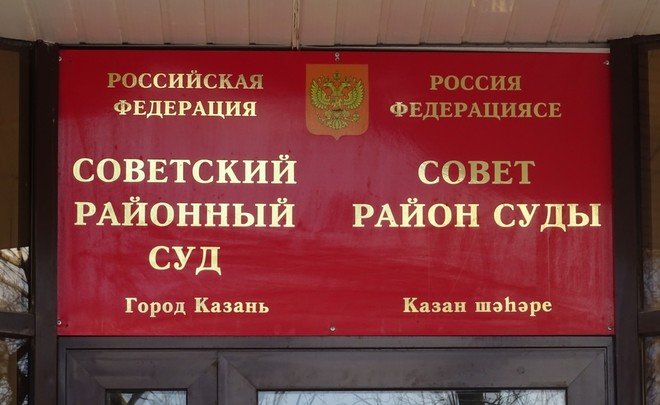 РОССИЙСКАЯ
ФЕДЕРАЦИЯ
СОВЕТСКИЙ
РАЙОННЫЙ
СУД
Город Казань
РОССИЯ
ФЕДЕРАЦИЯСЕ
СОВЕТ
РАЙОН СУДЫ
Казан шәһәре